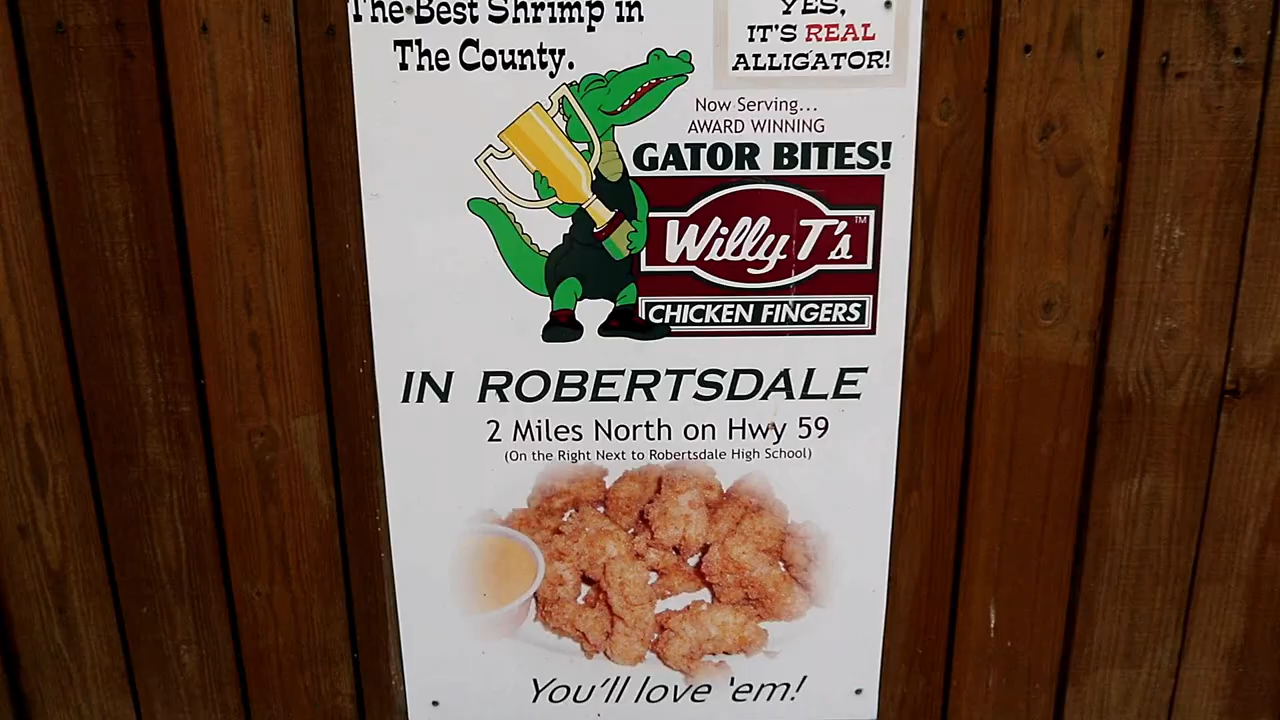 The Best Shrimp in
The County.
YES,
IT'S REAL
ALLIGATOR!
Now Serving...
AWARD WINNING
GATOR BITES!
Willy T's™
CHICKEN FINGERS
IN ROBERTSDALE
2 Miles North on Hwy 59
(On the Right Next to Robertsdale High School)
You'll love 'em!